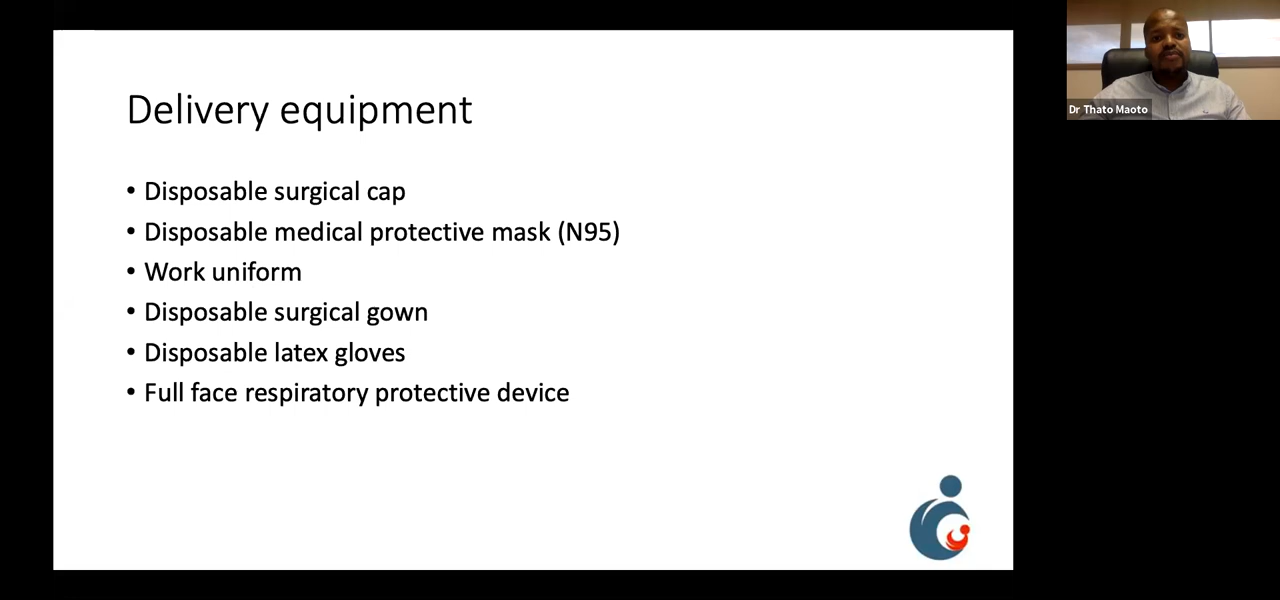 Delivery equipment
• Disposable surgical cap
• Disposable medical protective mask (N95)
• Work uniform
• Disposable surgical gown
• Disposable latex gloves
• Full face respiratory protective device
Dr Thato Maoto